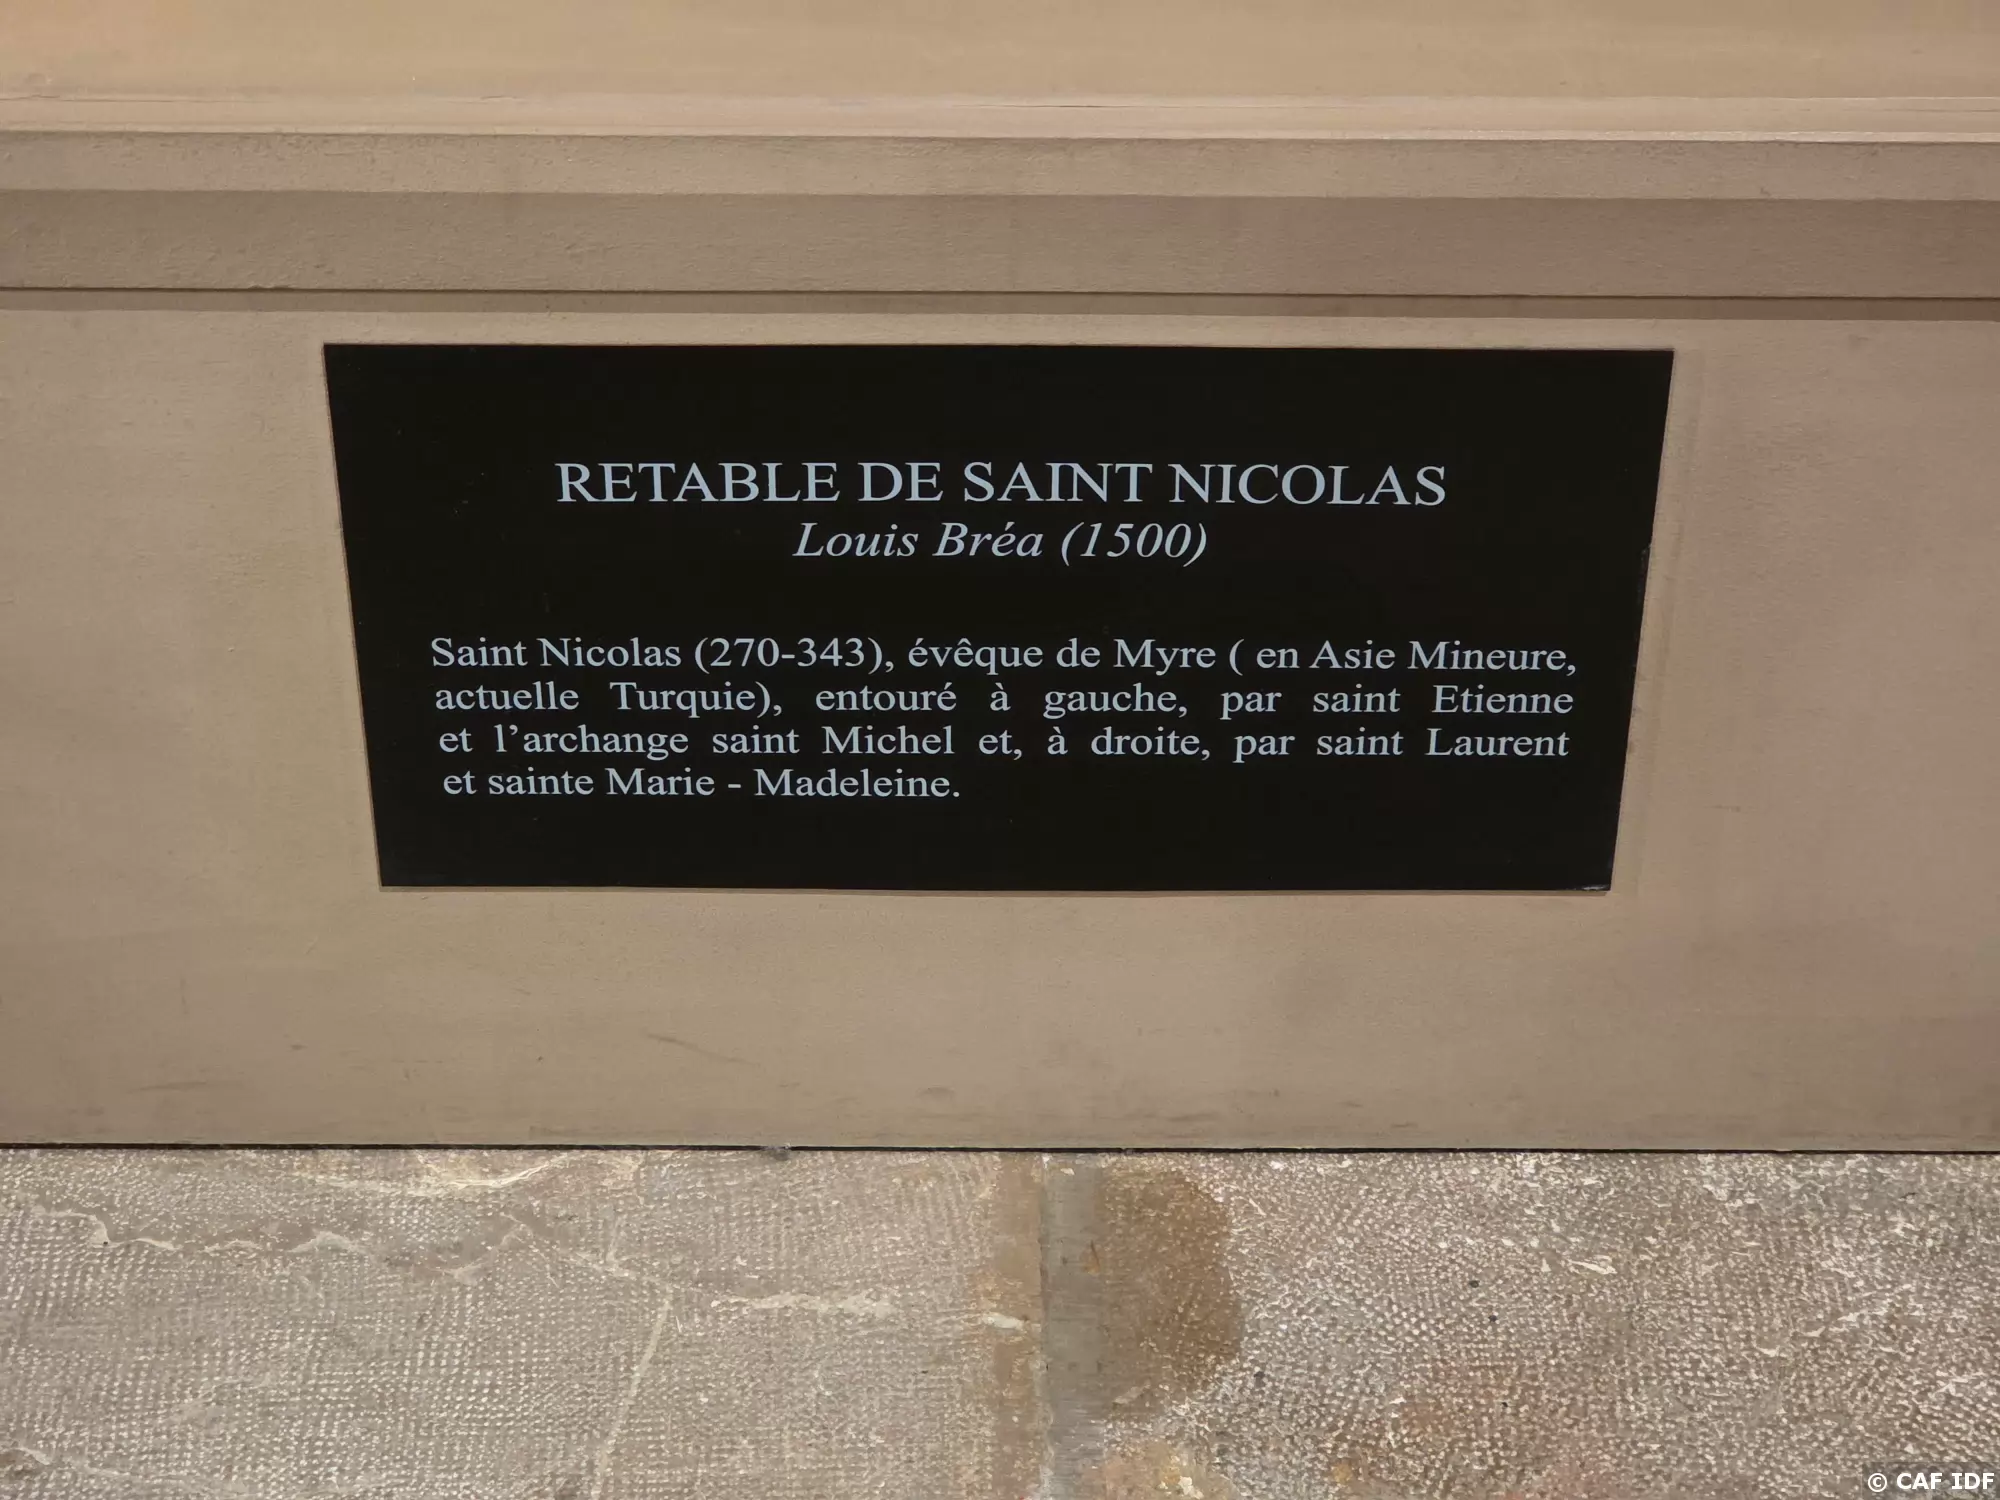 RETABLE DE SAINT NICOLAS
Louis Bréa (1500)
Saint Nicolas (270-343), évêque de Myre ( en Asie Mineure,
actuelle Turquie), entouré à gauche, par saint Etienne
et l’archange saint Michel et, à droite, par saint Laurent
et sainte Marie - Madeleine.
© CAF IDF